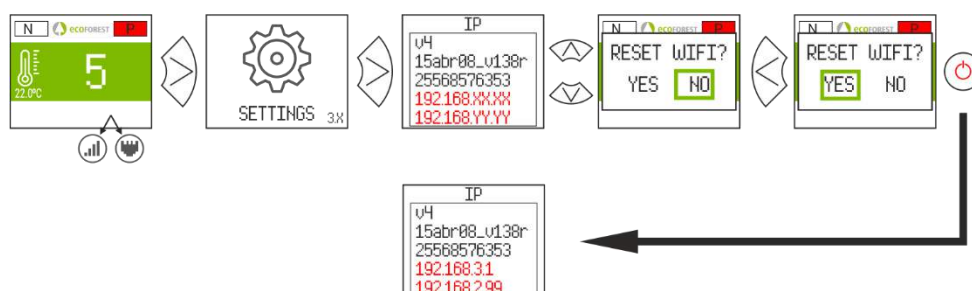 N ecoforest P
5
22.0ºC
SETTINGS 3.X
IP
v4
15abr08_v138r
25568576353
192.168.XX.XX
192.168.YY.YY
N ecoforest P
RESET WIFI?
YES NO
N ecoforest P
RESET WIFI?
YES NO
IP
v4
15abr08_v138r
25568576353
192.168.3.1
192.168.2.99